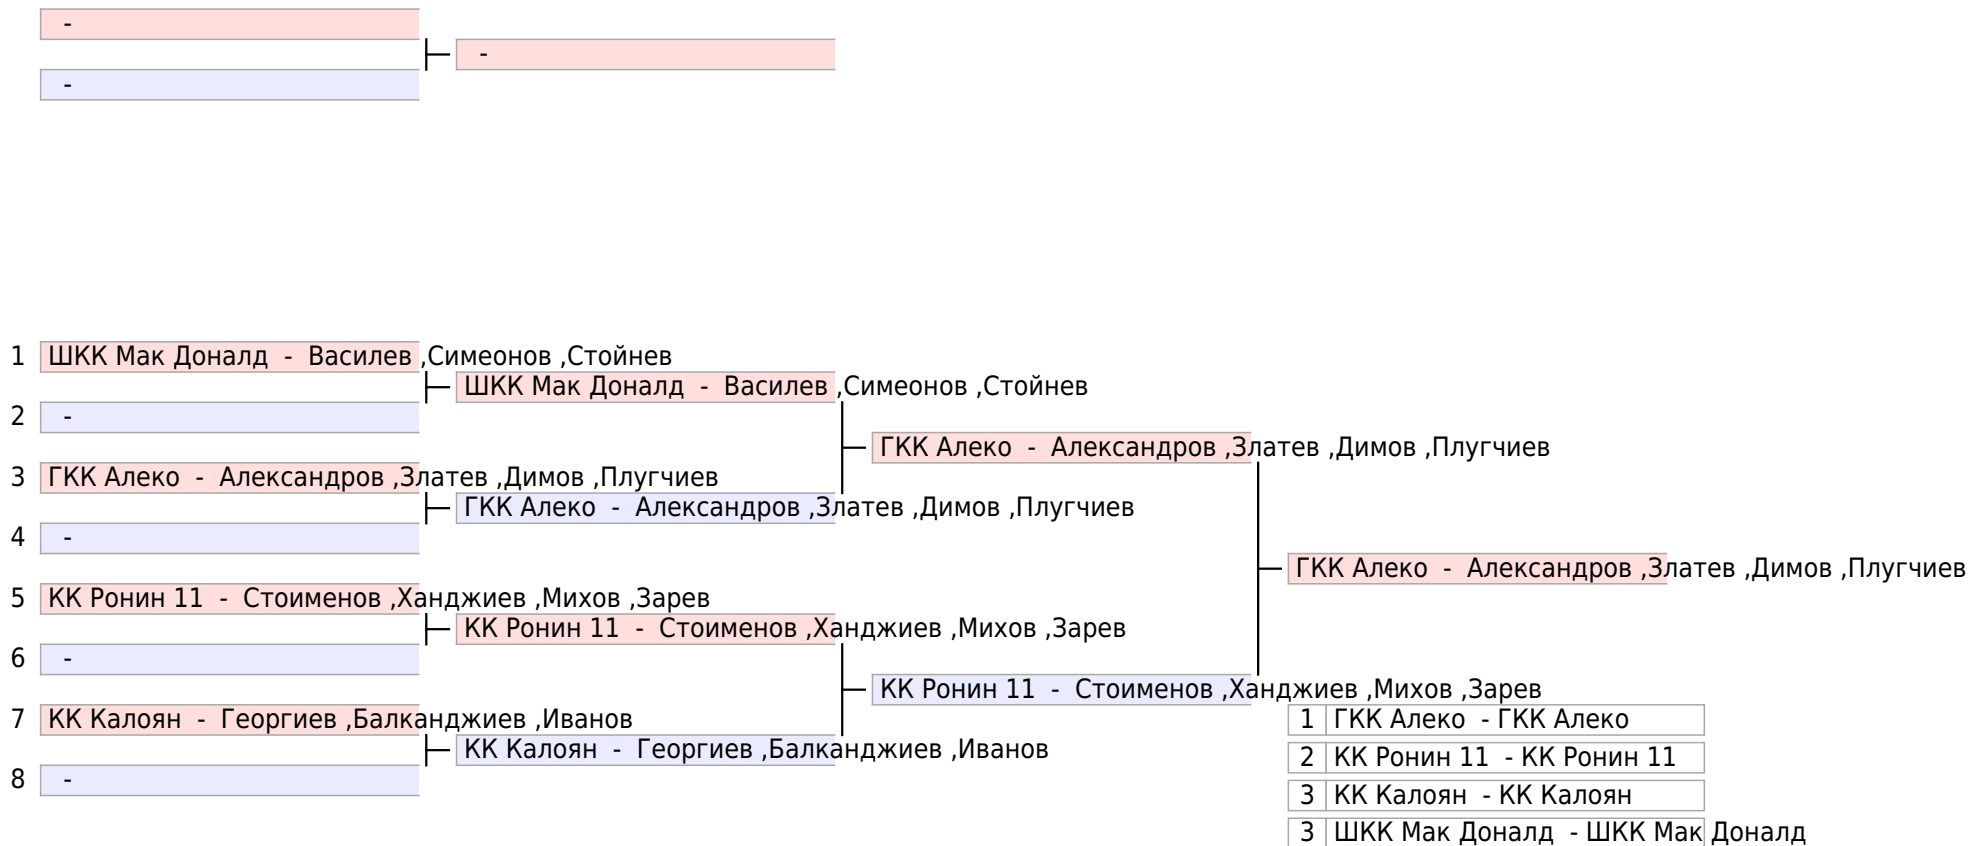 -
-
-
1 ШКК Мак Доналд - Василев ,Симеонов ,Стойнев
ШКК Мак Доналд - Василев ,Симеонов ,Стойнев
2 -
ГКК Алеко - Александров ,Златев ,Димов ,Плугчиев
3 ГКК Алеко - Александров ,Златев ,Димов ,Плугчиев
ГКК Алеко - Александров ,Златев ,Димов ,Плугчиев
4 -
ГКК Алеко - Александров ,Златев ,Димов ,Плугчиев
5 КК Ронин 11 - Стоименов ,Ханджиев ,Михов ,Зарев
КК Ронин 11 - Стоименов ,Ханджиев ,Михов ,Зарев
6 -
КК Ронин 11 - Стоименов ,Ханджиев ,Михов ,Зарев
7 КК Калоян - Георгиев ,Балканджиев ,Иванов
КК Калоян - Георгиев ,Балканджиев ,Иванов
8 -
1 ГКК Алеко - ГКК Алеко
2 КК Ронин 11 - КК Ронин 11
3 КК Калоян - КК Калоян
3 ШКК Мак Доналд - ШКК Мак Доналд